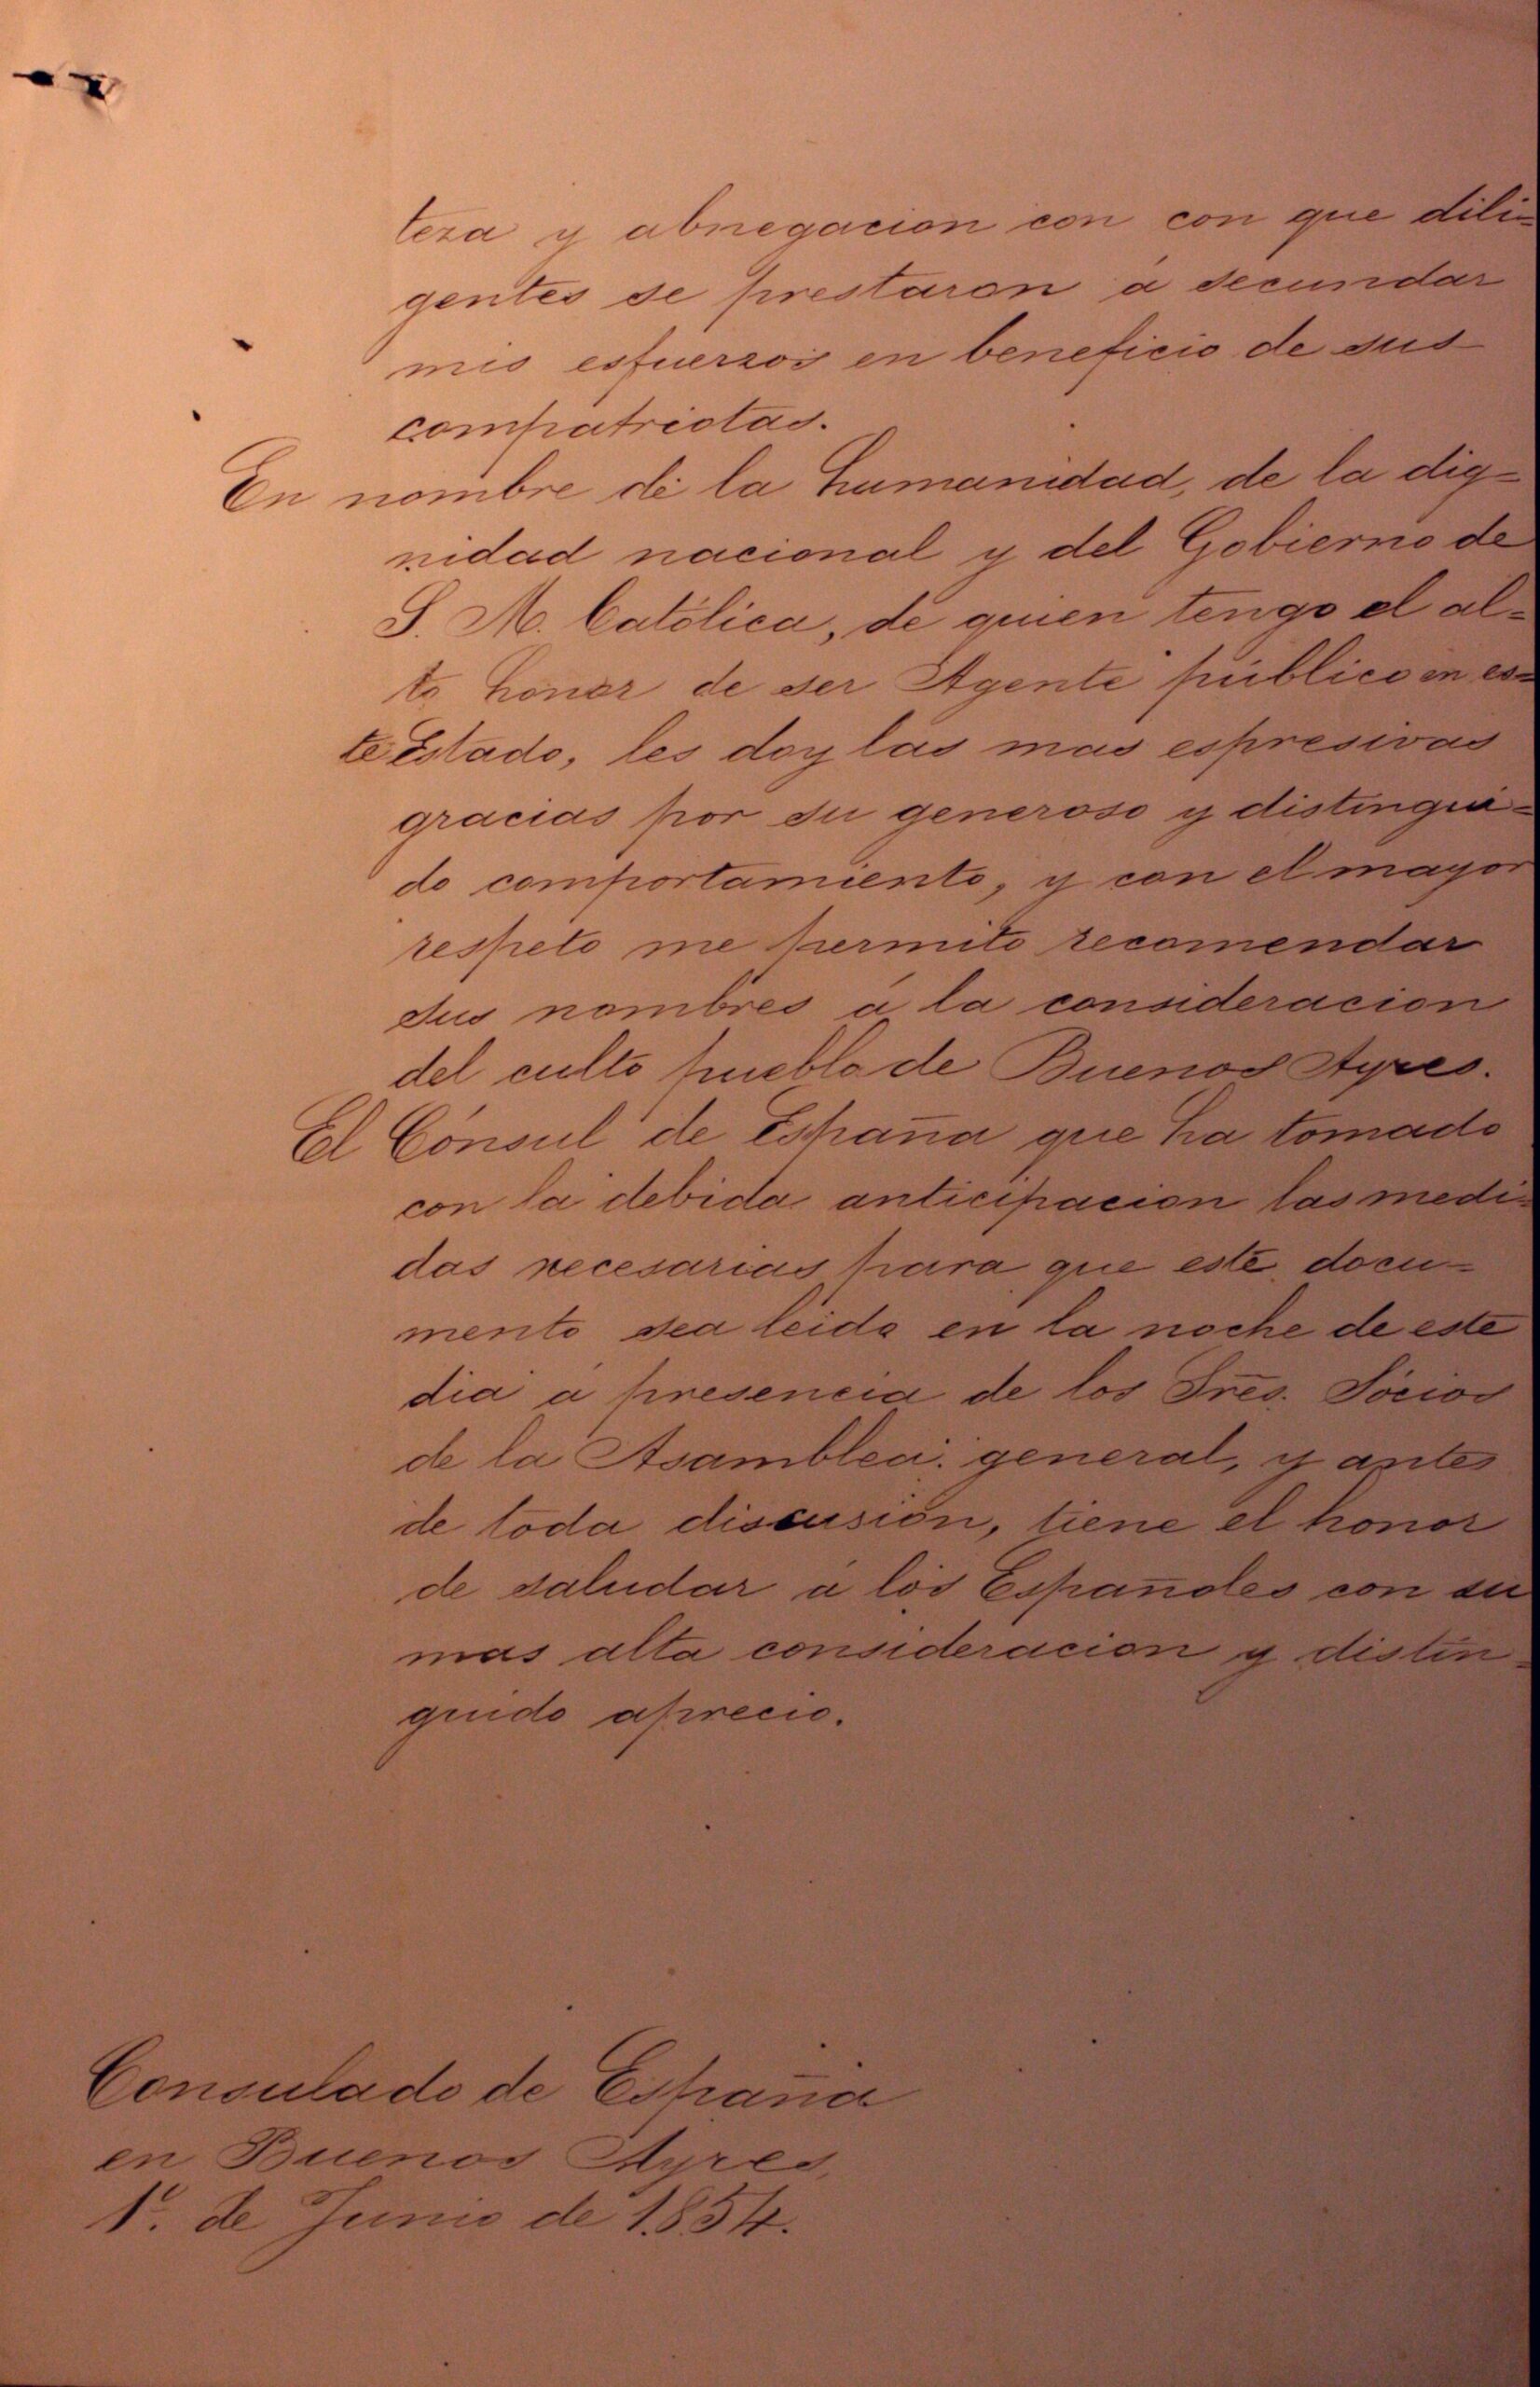 teza y abnegacion con con que dili=
gentes se prestaron á secundar
mis esfuerzos en beneficio de sus
compatriotas.
En nombre de la humanidad, de la dig=
nidad nacional y del Gobierno de
S. M. Católica, de quien tengo el al=
to honor de ser Agente público en es=
te Estado, les doy las mas espresivas
gracias por su generoso y distingui=
do comportamiento, y con el mayor
respeto me permito recomendar
sus nombres á la consideracion
del culto pueblo de Buenos Ayres.
El Cónsul de España que ha tomado
con la debida anticipacion las medi=
das necesarias para que este docu=
mento sea leido en la noche de este
dia á presencia de los Sres. Sócios
de la Asamblea general, y antes
de toda discusión, tiene el honor
de saludar á los Españoles con su
mas alta consideracion y distin=
guido aprecio.
Consulado de España
en Buenos Ayres,
1º. de Junio de 1.854.